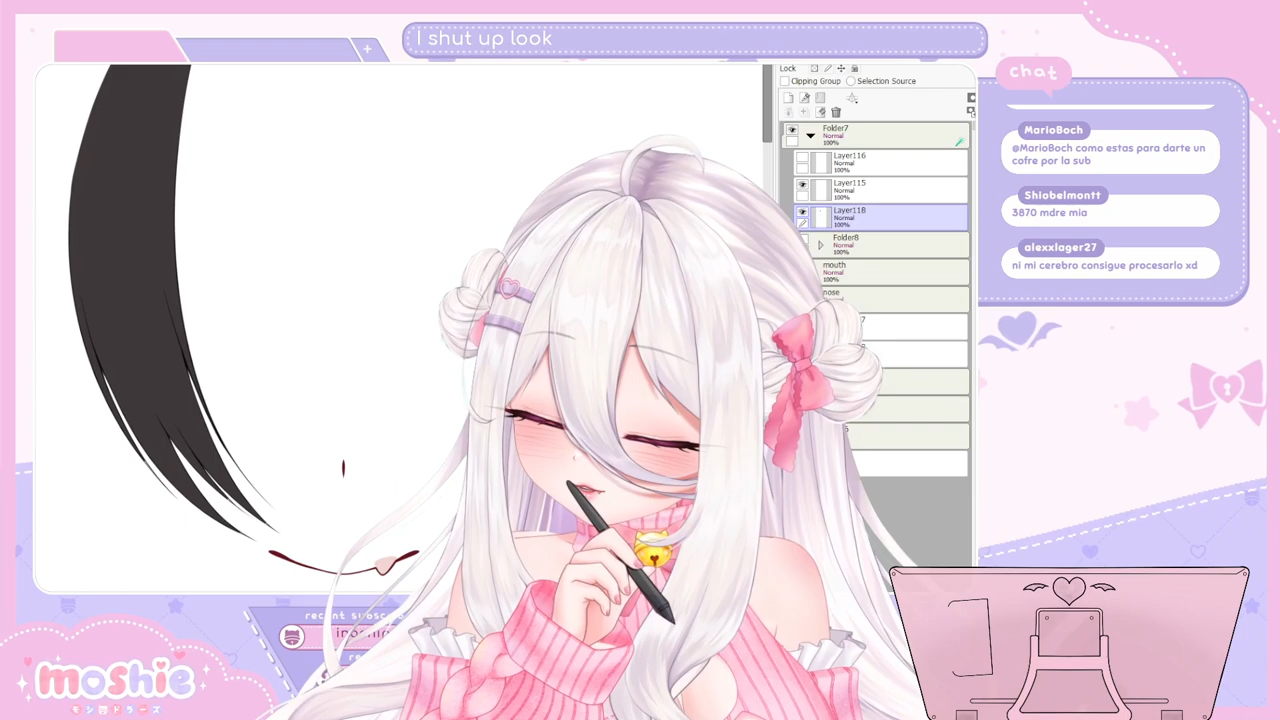 I shut up look
+
chat
MarioBoch
@MarioBoch como estas para darte un
cofre por la sub
Shiobelmontt
3870 mdre mia
alexxlager27
ni mi cerebro consigue procesarlo xd
Lock
Clipping Group
Selection Source
Folder7
Normal
100%
Layer116
Normal
100%
Layer115
Normal
100%
Layer118
Normal
100%
Folder8
Normal
100%
mouth
Normal
100%
nose
recent
moshie